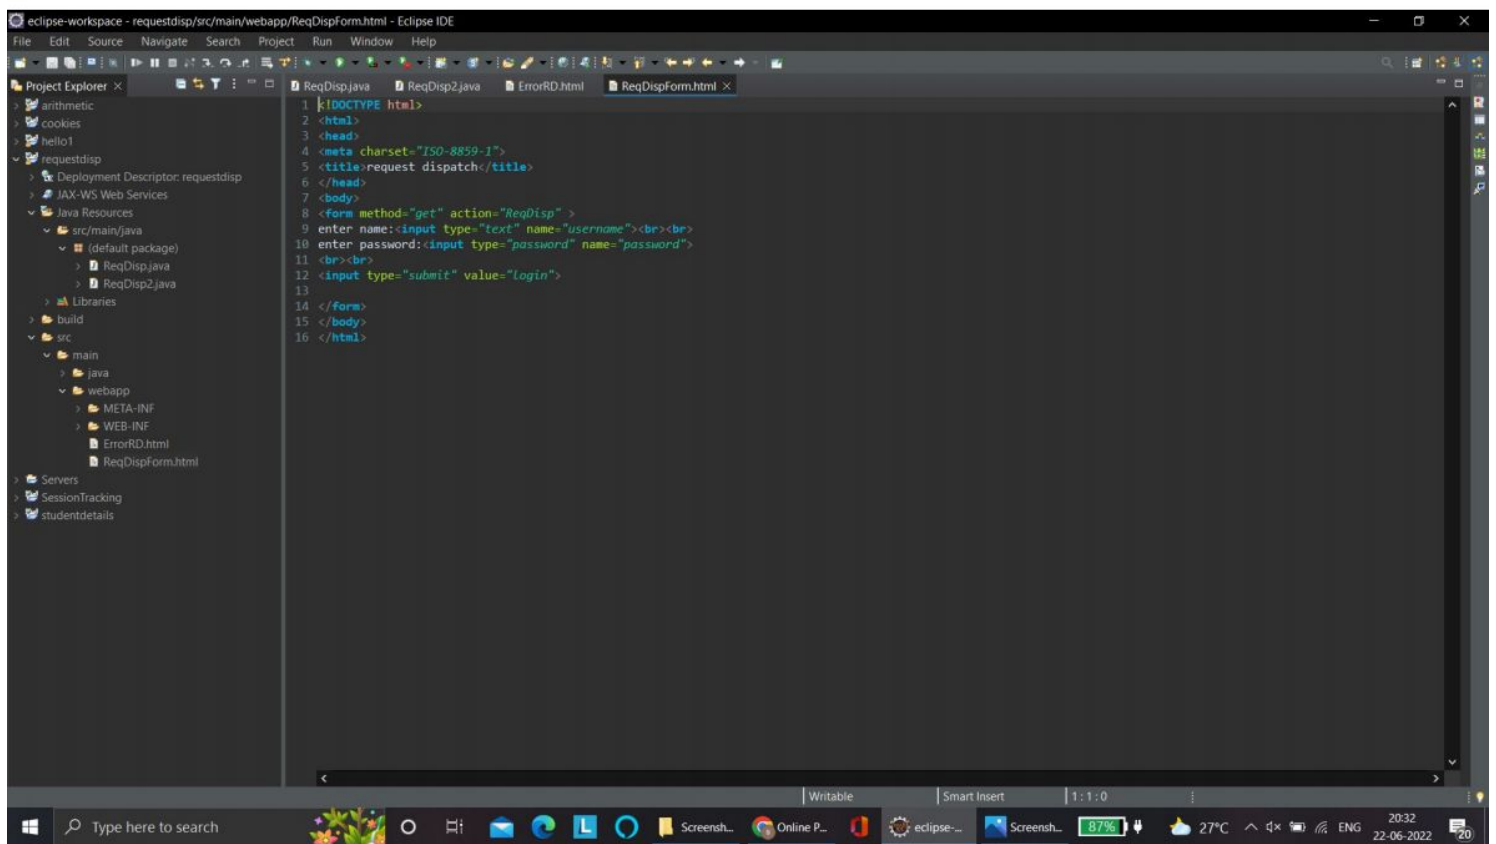 eclipse-workspace - requestdisp/src/main/webapp/ReqDispForm.html - Eclipse IDE
File Edit Source Navigate Search Project Run Window Help
Project Explorer
ReqDisp.java ReqDisp2.java ErrorRD.html ReqDispForm.html
arithmetic
cookies
hello1
requestdisp
Deployment Descriptor: requestdisp
JAX-WS Web Services
Java Resources
src/main/java
(default package)
ReqDisp.java
ReqDisp2.java
Libraries
build
src
main
java
webapp
META-INF
WEB-INF
ErrorRD.html
ReqDispForm.html
Servers
SessionTracking
studentdetails
1 <!DOCTYPE html>
2 <html>
3 <head>
4 <meta charset="ISO-8859-1">
5 <title>request dispatch</title>
6 </head>
7 <body>
8 <form method="get" action="ReqDisp" >
9 enter name:<input type="text" name="username"><br><br>
10 enter password:<input type="password" name="password">
11 <br><br>
12 <input type="submit" value="login">
13
14 </form>
15 </body>
16 </html>
Writable Smart Insert 1 : 1 : 0
Type here to search L Screensh... Online P... eclipse-... Screensh... 87% 27°C ENG 20:32
22-06-2022 20